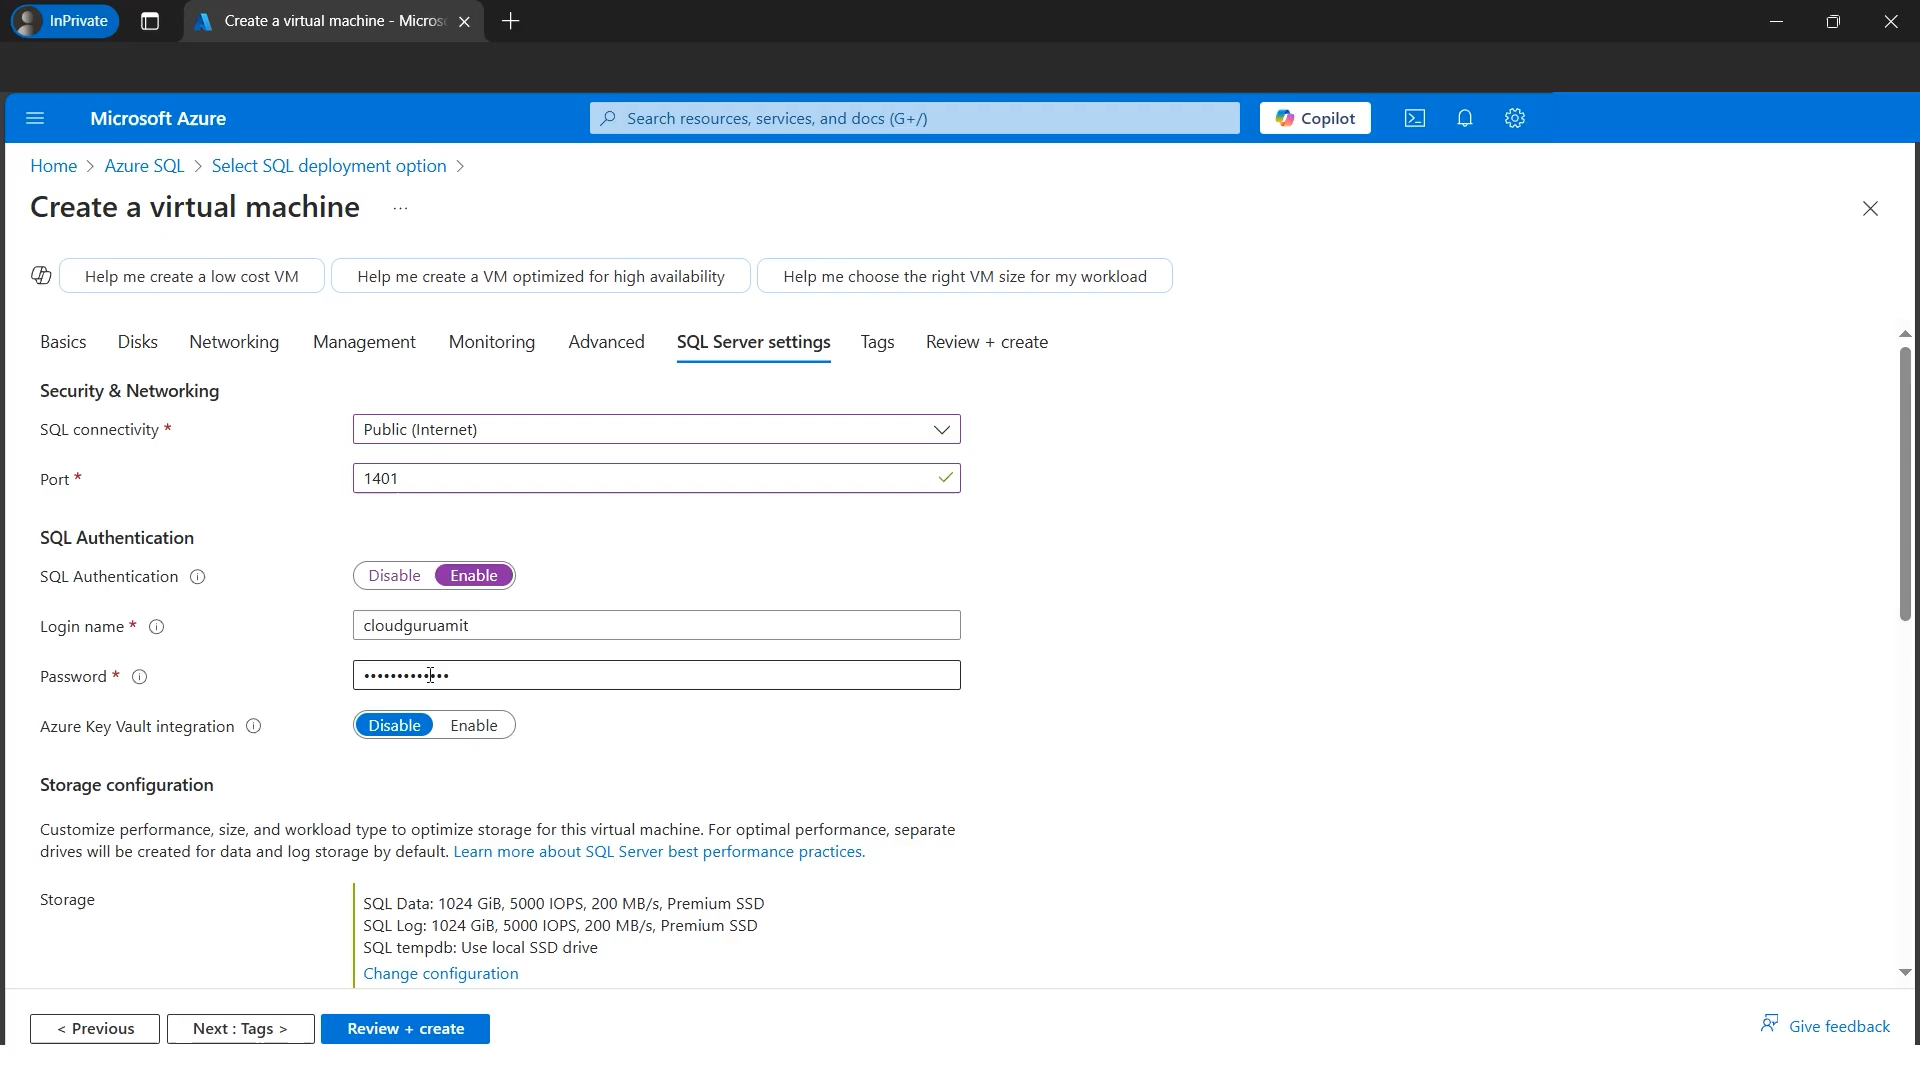 InPrivate
Create a virtual machine - Micros
Microsoft Azure
Search resources, services, and docs (G+/)
Copilot
Home > Azure SQL > Select SQL deployment option >
Create a virtual machine ...
Help me create a low cost VM
Help me create a VM optimized for high availability
Help me choose the right VM size for my workload
Basics Disks Networking Management Monitoring Advanced SQL Server settings Tags Review + create
Security & Networking
SQL connectivity *
Public (Internet)
Port *
1401
SQL Authentication
SQL Authentication
Disable Enable
Login name *
cloudguruamit
Password *
Azure Key Vault integration
Disable Enable
Storage configuration
Customize performance, size, and workload type to optimize storage for this virtual machine. For optimal performance, separate
drives will be created for data and log storage by default. Learn more about SQL Server best performance practices.
Storage
SQL Data: 1024 GiB, 5000 IOPS, 200 MB/s, Premium SSD
SQL Log: 1024 GiB, 5000 IOPS, 200 MB/s, Premium SSD
SQL tempdb: Use local SSD drive
Change configuration
< Previous
Next : Tags >
Review + create
Give feedback